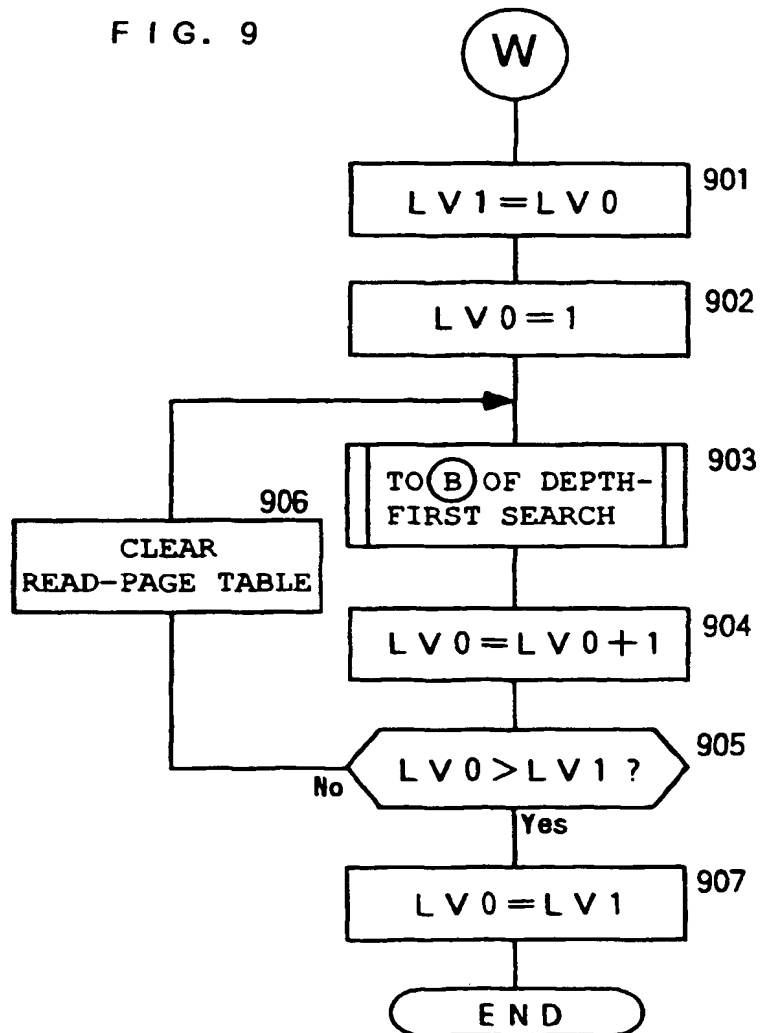 FIG. 9
W
901
LV1=LV0
902
LV0=1
903
TO B OF DEPTH-
FIRST SEARCH
906
CLEAR
READ-PAGE TABLE
904
LV0=LV0+1
905
LV0>LV1?
No
Yes
907
LV0=LV1
END